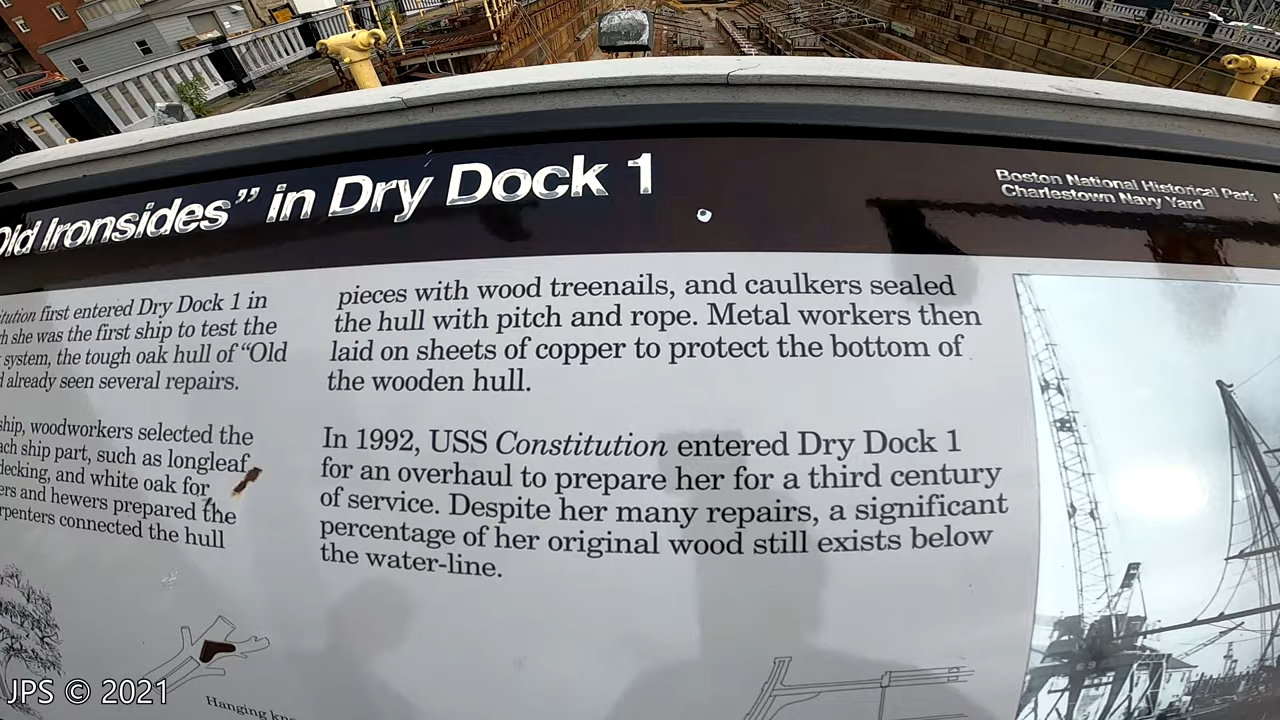 Old Ironsides” in Dry Dock 1
Boston National Historical Park
Charlestown Navy Yard
first entered Dry Dock 1 in
she was the first ship to test the
system, the tough oak hull of “Old
already seen several repairs.
ship, woodworkers selected the
ship part, such as longleaf
decking, and white oak for
and hewers prepared the
connected the hull
pieces with wood treenails, and caulkers sealed
the hull with pitch and rope. Metal workers then
laid on sheets of copper to protect the bottom of
the wooden hull.
In 1992, USS Constitution entered Dry Dock 1
for an overhaul to prepare her for a third century
of service. Despite her many repairs, a significant
percentage of her original wood still exists below
the water-line.
Hanging
JPS © 2021